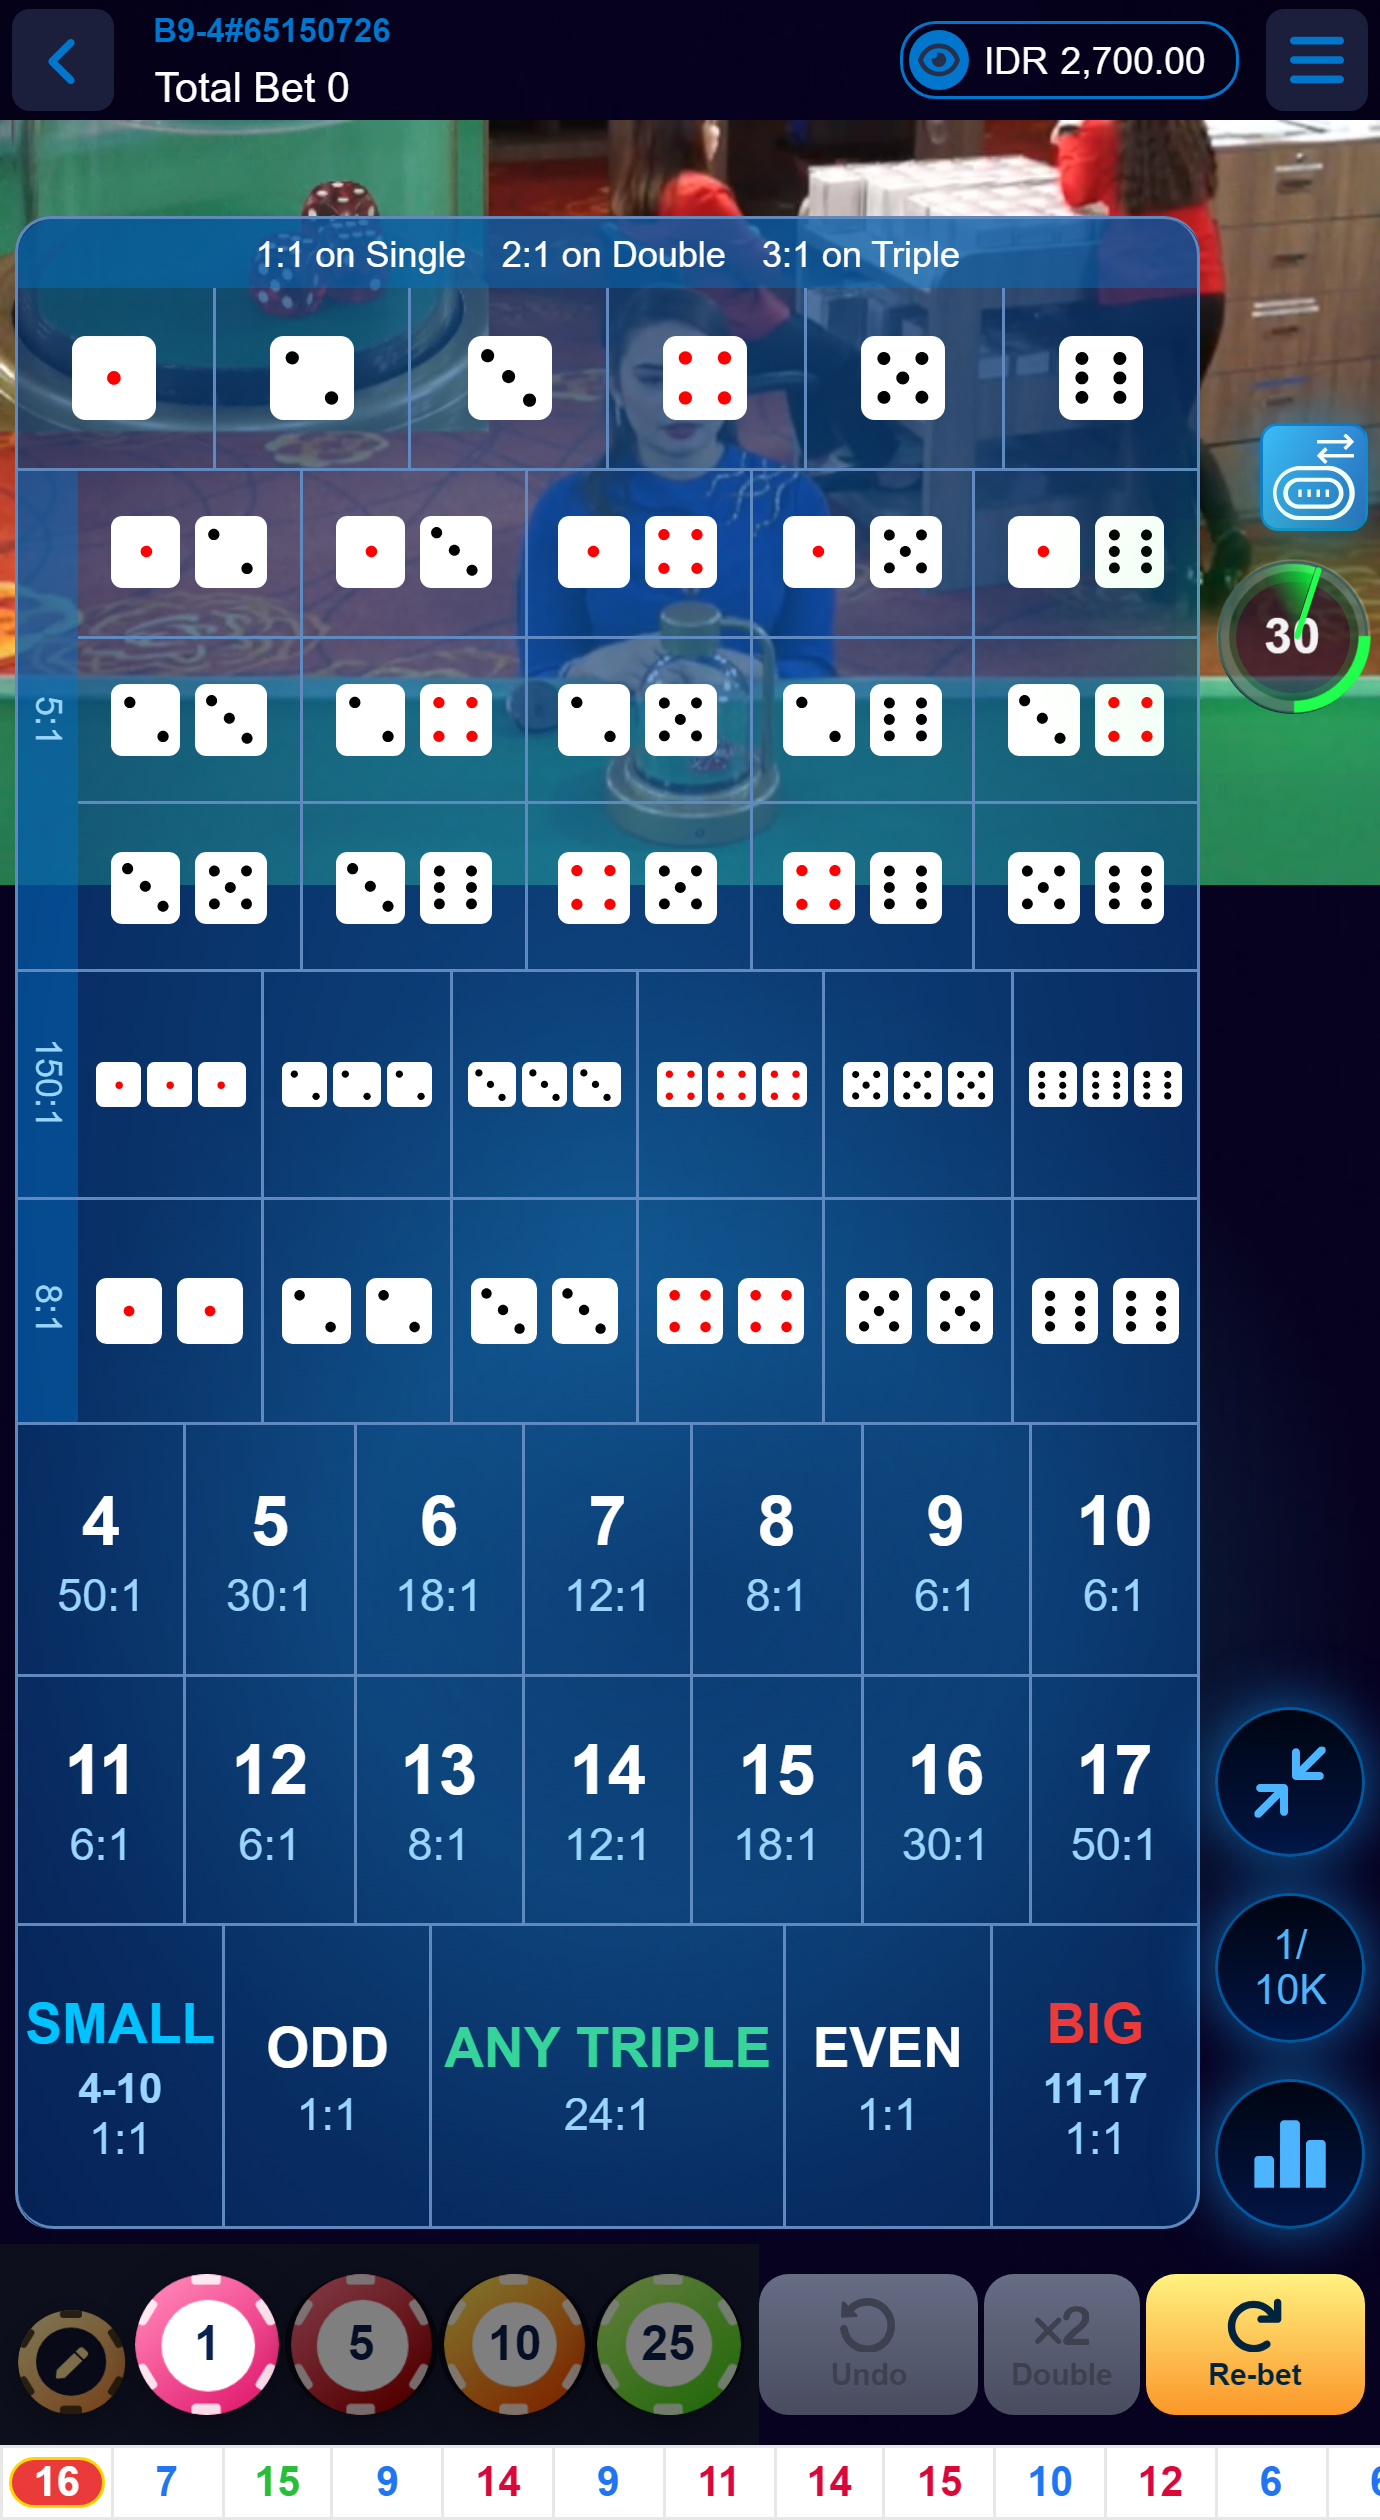 B9-4#65150726
Total Bet 0
IDR 2,700.00
1:1 on Single 2:1 on Double 3:1 on Triple
30
5:1
150:1
8:1
4 5 6 7 8 9 10
50:1 30:1 18:1 12:1 8:1 6:1 6:1
11 12 13 14 15 16 17
6:1 6:1 8:1 12:1 18:1 30:1 50:1
1/
10K
SMALL
4-10
1:1
ODD
1:1
ANY TRIPLE
24:1
EVEN
1:1
BIG
11-17
1:1
1 5 10 25
Undo
x2
Double
Re-bet
16 7 15 9 14 9 11 14 15 10 12 6